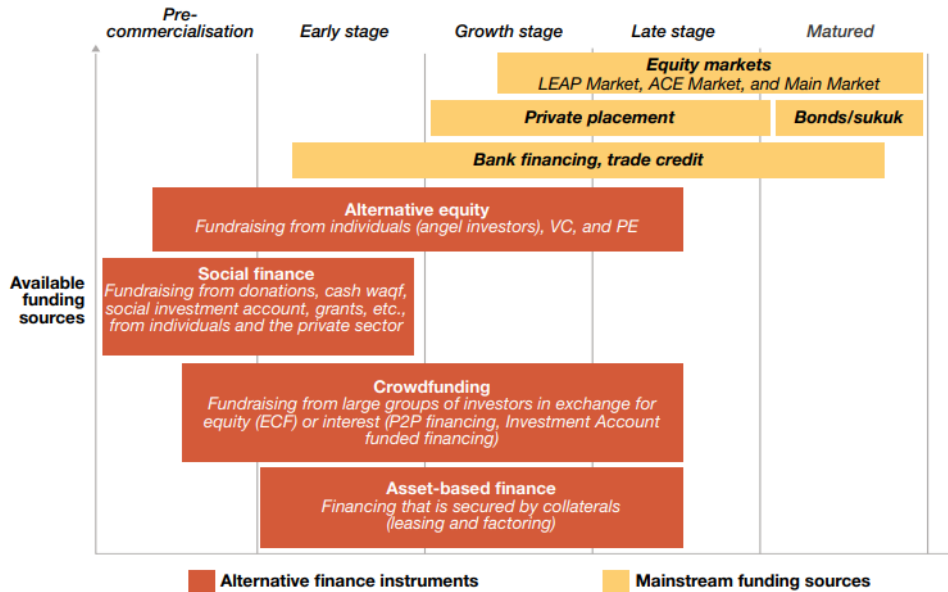 Pre-
commercialisation
Early stage
Growth stage
Late stage
Matured
Equity markets
LEAP Market, ACE Market, and Main Market
Private placement
Bonds/sukuk
Bank financing, trade credit
Alternative equity
Fundraising from individuals (angel investors), VC, and PE
Available
funding
sources
Social finance
Fundraising from donations, cash waqf,
social investment account, grants, etc.,
from individuals and the private sector
Crowdfunding
Fundraising from large groups of investors in exchange for
equity (ECF) or interest (P2P financing, Investment Account
funded financing)
Asset-based finance
Financing that is secured by collaterals
(leasing and factoring)
Alternative finance instruments
Mainstream funding sources